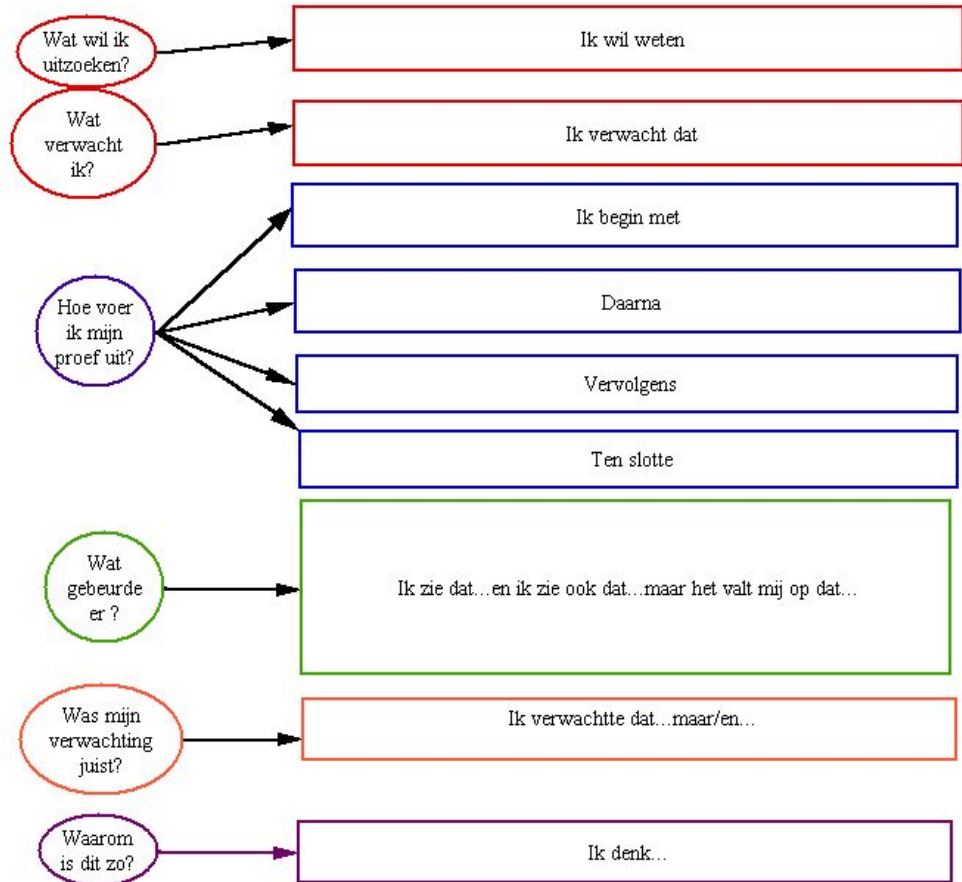 Wat wil ik
uitzoeken?
Ik wil weten
Wat
verwacht
ik?
Ik verwacht dat
Hoe voer
ik mijn
proef uit?
Ik begin met
Daarna
Vervolgens
Ten slotte
Wat
gebeurde
er ?
Ik zie dat...en ik zie ook dat...maar het valt mij op dat...
Was mijn
verwachting
juist?
Ik verwachtte dat...maar/en...
Waarom
is dit zo?
Ik denk...